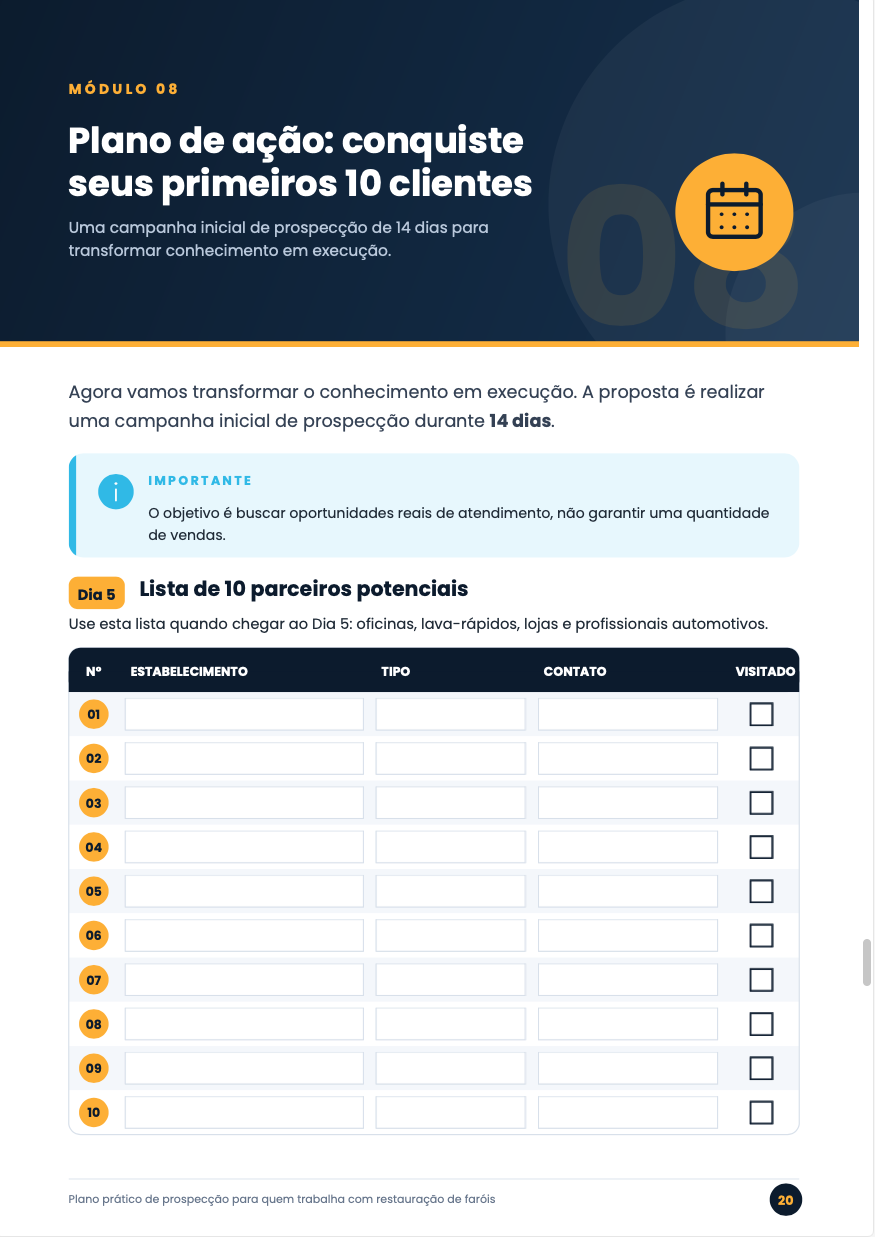 MÓDULO 08
Plano de ação: conquiste
seus primeiros 10 clientes
Uma campanha inicial de prospecção de 14 dias para
transformar conhecimento em execução.
08
Agora vamos transformar o conhecimento em execução. A proposta é realizar
uma campanha inicial de prospecção durante 14 dias.
IMPORTANTE
O objetivo é buscar oportunidades reais de atendimento, não garantir uma quantidade
de vendas.
Dia 5 Lista de 10 parceiros potenciais
Use esta lista quando chegar ao Dia 5: oficinas, lava-rápidos, lojas e profissionais automotivos.
Nº ESTABELECIMENTO TIPO CONTATO VISITADO
01
02
03
04
05
06
07
08
09
10
Plano prático de prospecção para quem trabalha com restauração de faróis 20